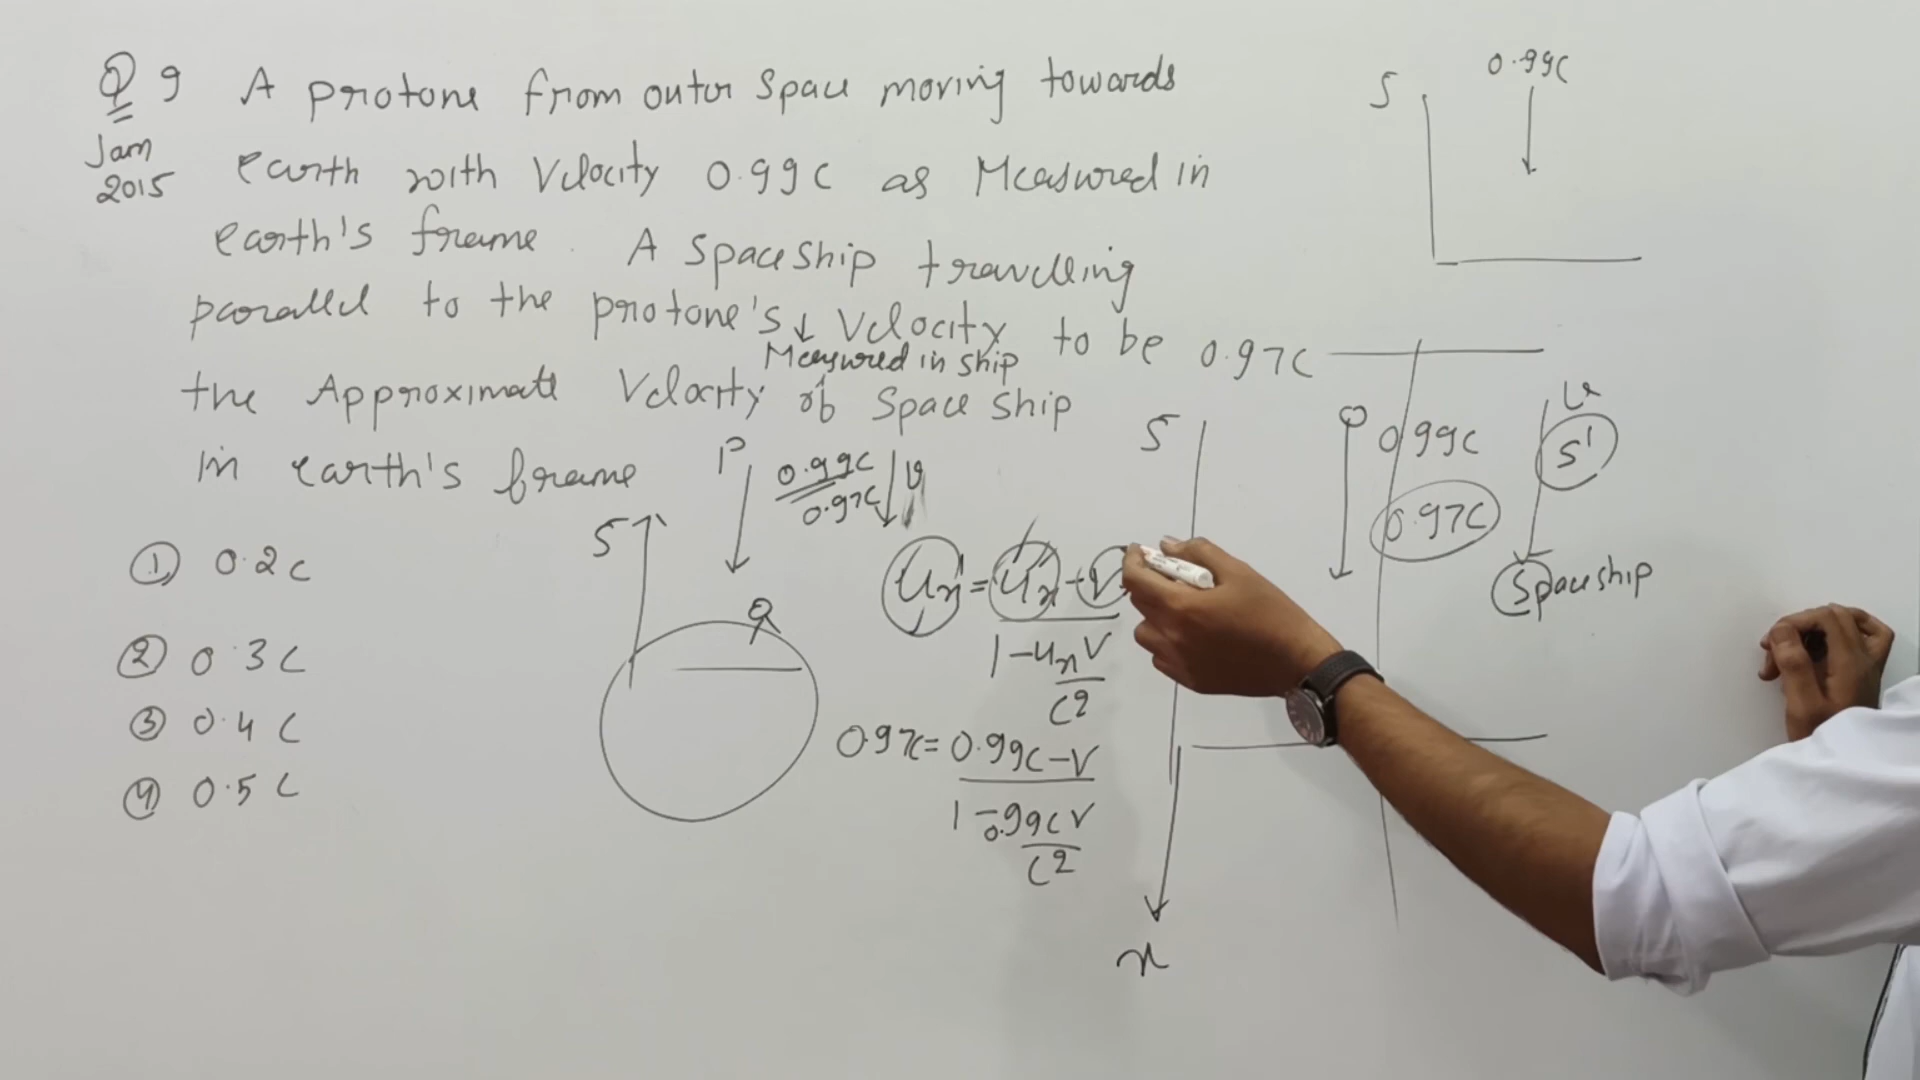 Q 9 A protone from outer space moving towards
Jam
2015
earth with Velocity 0.99c as Measured in
earth's frame. A spaceship travelling
parallel to the protone's ↓ Velocity to be 0.97c
Measured in ship
the Approximate Velocity of Space ship
in earth's frame
① 0.2c
② 0.3c
③ 0.4c
④ 0.5c
P
0.99c
0.97c
v
S
u'x = ux - v
1 - uxv
c2
0.97c = 0.99c - v
1 - 0.99cv
c2
S
0.99c
S
0.99c
0.97c
S'
Spaceship
x